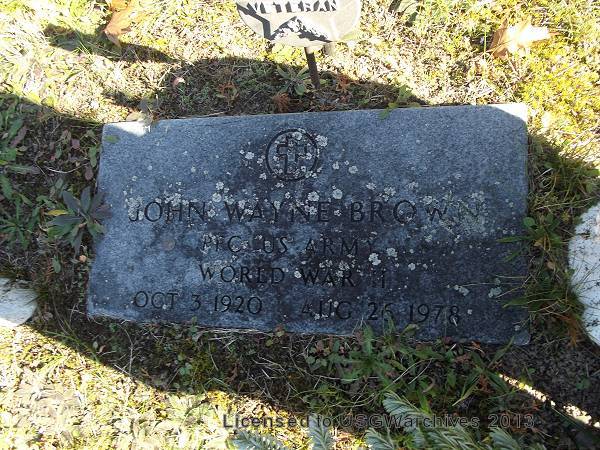 VETERAN
JOHN WAYNE BROWN
PFC US ARMY
WORLD WAR II
OCT 3 1920 AUG 26 1978
Licensed to USGWarchives 2013